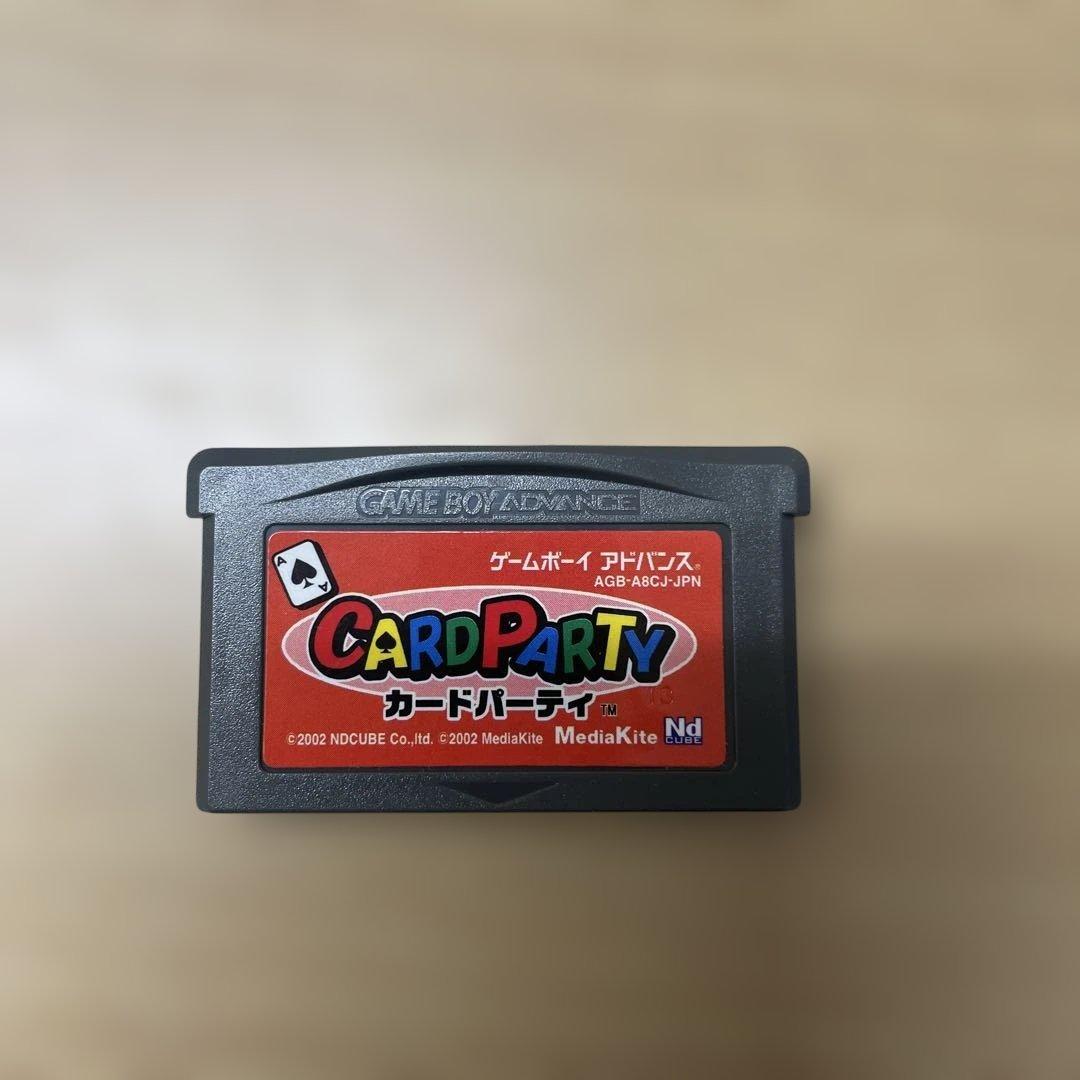 GAME BOY ADVANCE
ゲームボーイ アドバンス®
AGB-A8CJ-JPN
A
A
CARDPARTY
カードパーティ™
13
©2002 NDCUBE Co.,ltd. ©2002 MediaKite MediaKite Nd CUBE